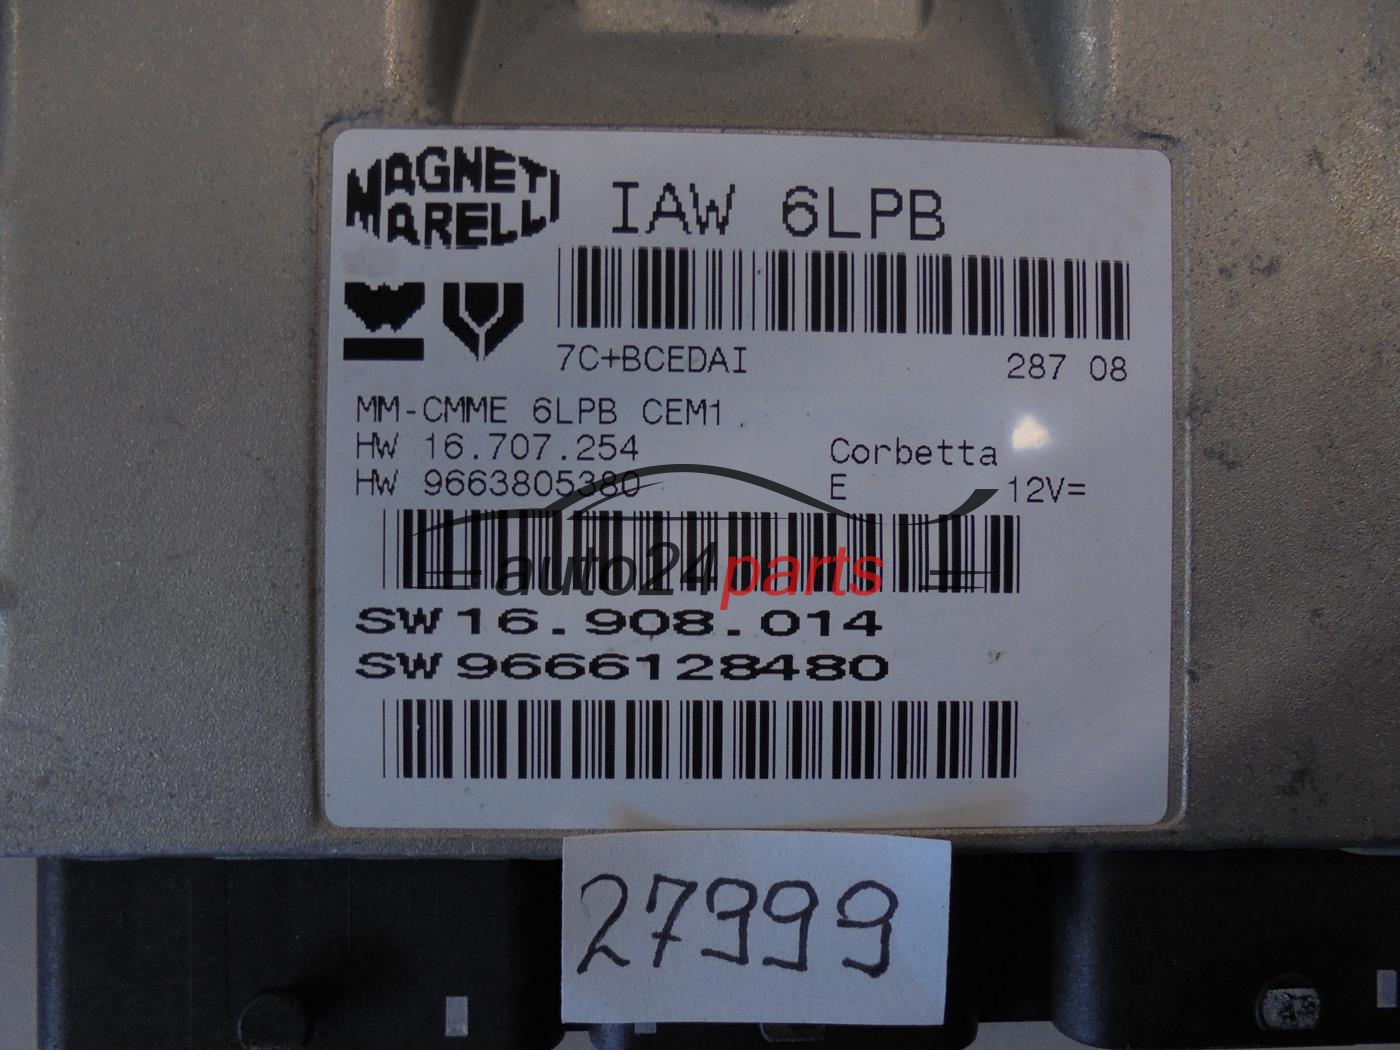 MAGNETI IAW 6LPB
MARELLI
7C+BCEDAI 287 08
MM-CMME 6LPB CEM1
HW 16.707.254 Corbetta
HW 9663805380 E 12V=
auto24parts
SW 16.908.014
SW 9666128480
27999